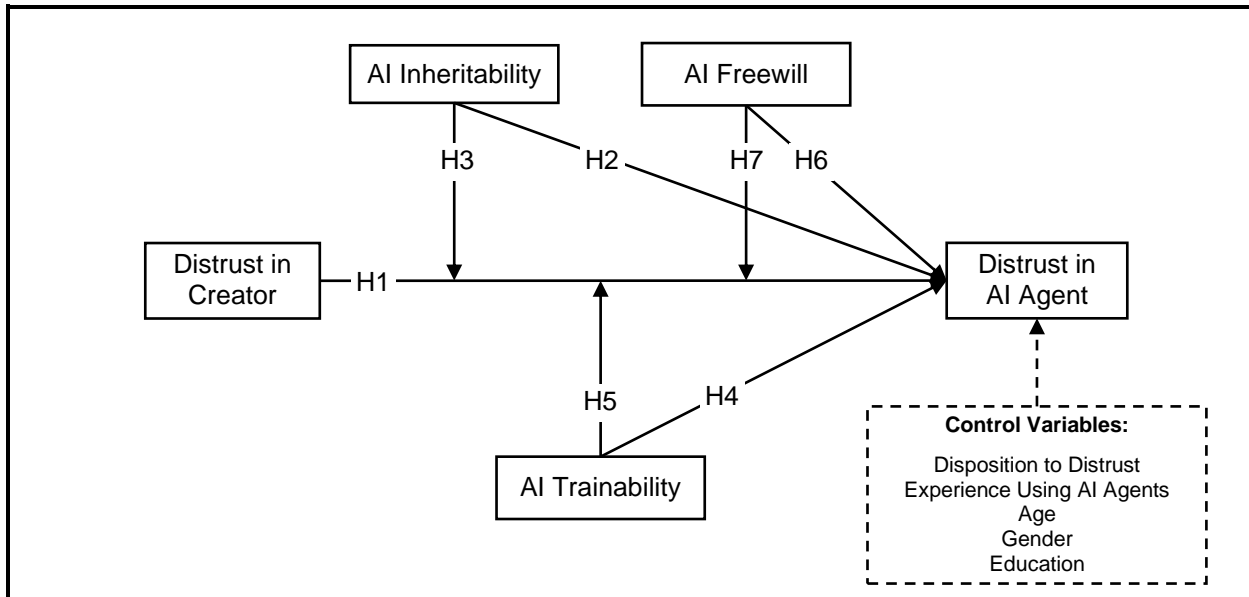 AI Inheritability
AI Freewill
H3
H2
H7
H6
Distrust in
Creator
H1
Distrust in
AI Agent
H5
H4
AI Trainability
Control Variables:
Disposition to Distrust
Experience Using AI Agents
Age
Gender
Education